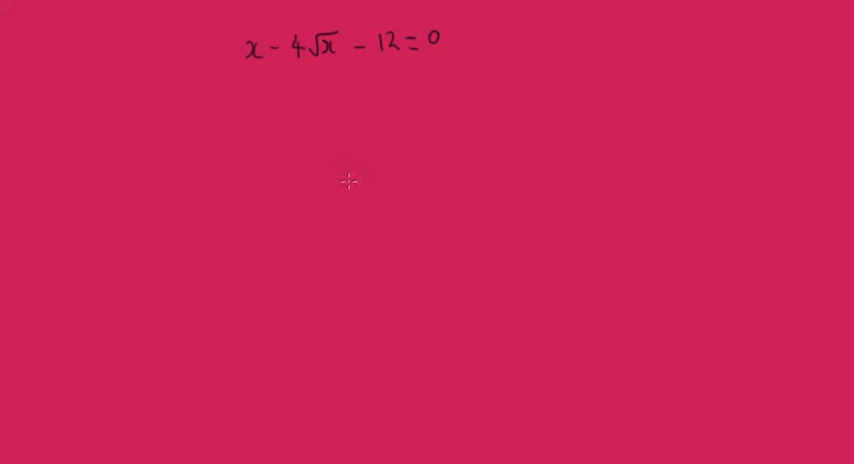 x - 4√x - 12 = 0